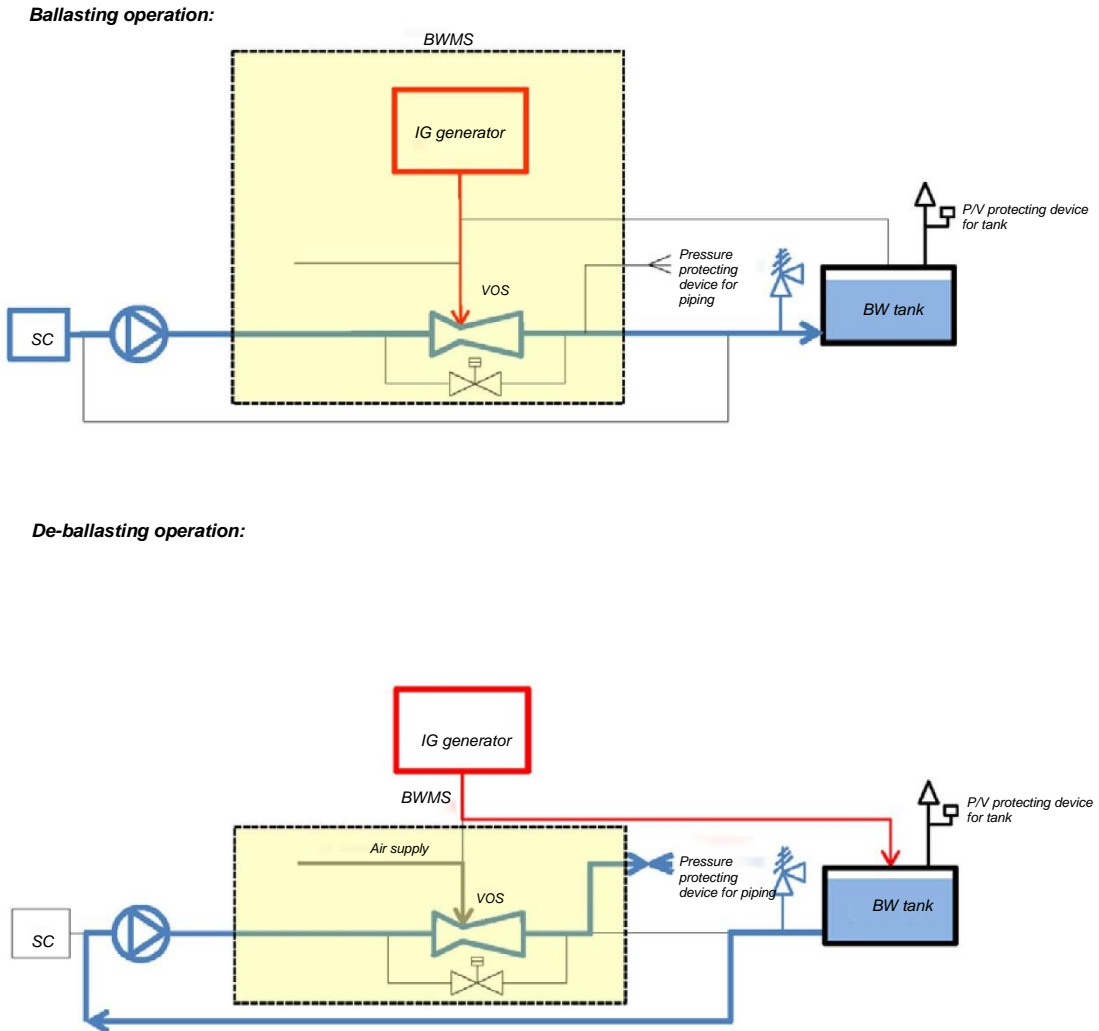 Ballasting operation:
BWMS
IG generator
P/V protecting device
for tank
Pressure
protecting
device for
piping
VOS
BW tank
SC
De-ballasting operation:
IG generator
BWMS
P/V protecting device
for tank
Air supply
Pressure
protecting
device for piping
VOS
BW tank
SC